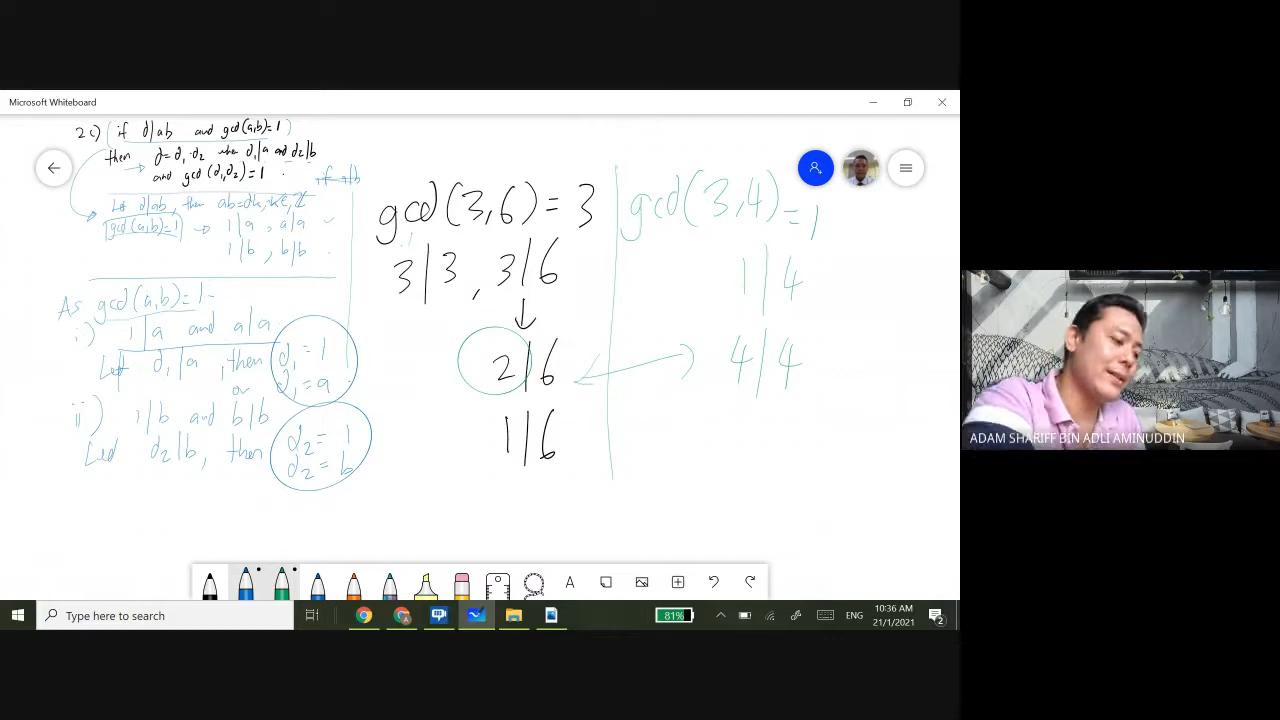 Microsoft Whiteboard
2c) if d|ab and gcd(a,b)=1
then d=d₁·d₂ when d₁|a and d₂|b
and gcd(d₁,d₂)=1.
if a|b
Let d|ab, then ab=dk, k∈ℤ
gcd(a,b)=1 → 1|a, a|a
1|b, b|b
As gcd(a,b)=1
i) 1|a and a|a
Let d₁|a, then d₁=1
or d₁=a
ii) 1|b and b|b
Led d₂|b, then d₂=1
d₂=b
gcd(3,6)=3
3|3, 3|6
↓
2|6
1|6
gcd(3,4)=1
1|4
4|4
ADAM SHARIFF BIN ADLI AMINUDDIN
A
Type here to search
81%
ENG
10:36 AM
21/1/2021
2